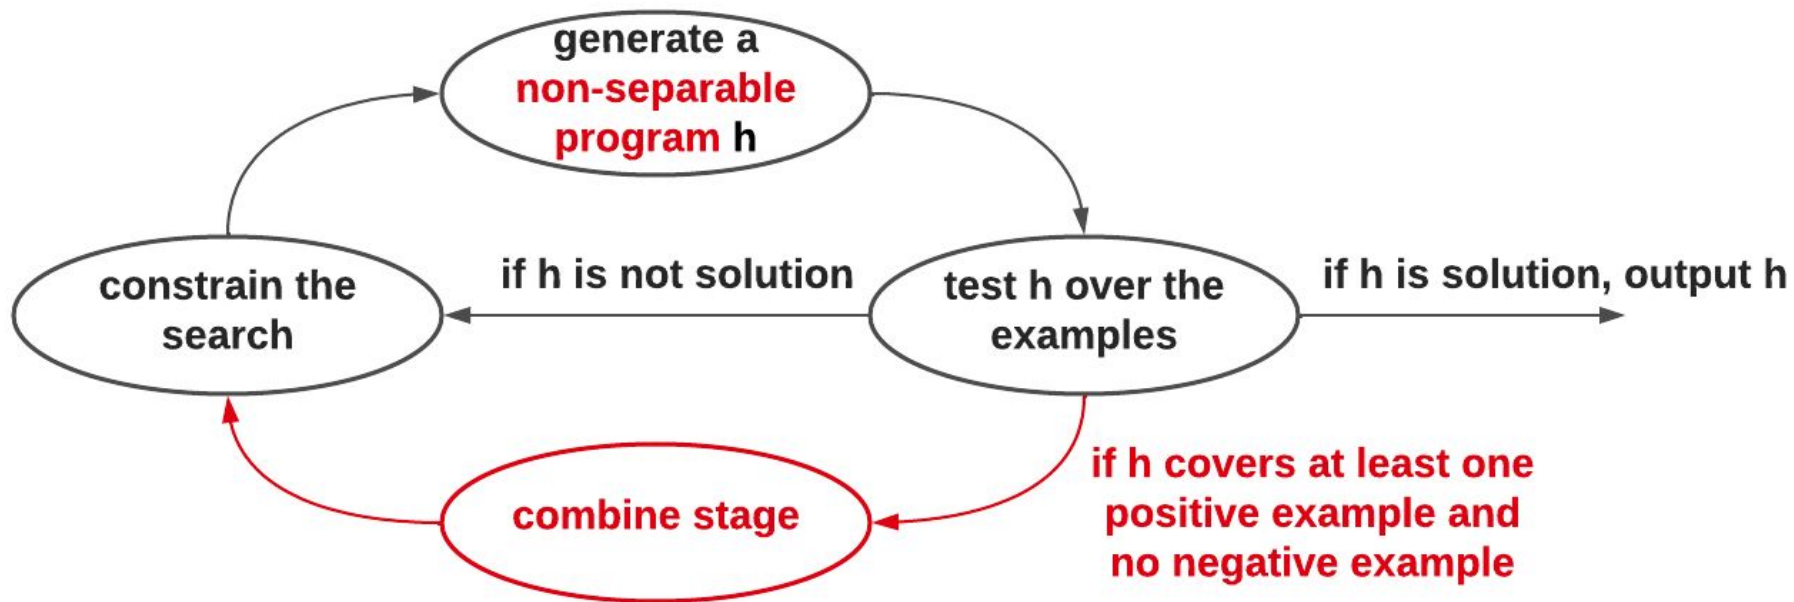 generate a
non-separable
program h
constrain the
search
if h is not solution
test h over the
examples
if h is solution, output h
combine stage
if h covers at least one
positive example and
no negative example